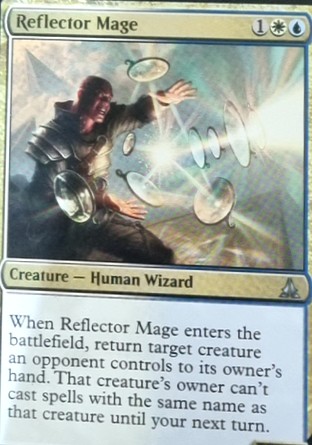 Reflector Mage 1
Creature — Human Wizard
When Reflector Mage enters the
battlefield, return target creature
an opponent controls to its owner's
hand. That creature's owner can't
cast spells with the same name as
that creature until your next turn.